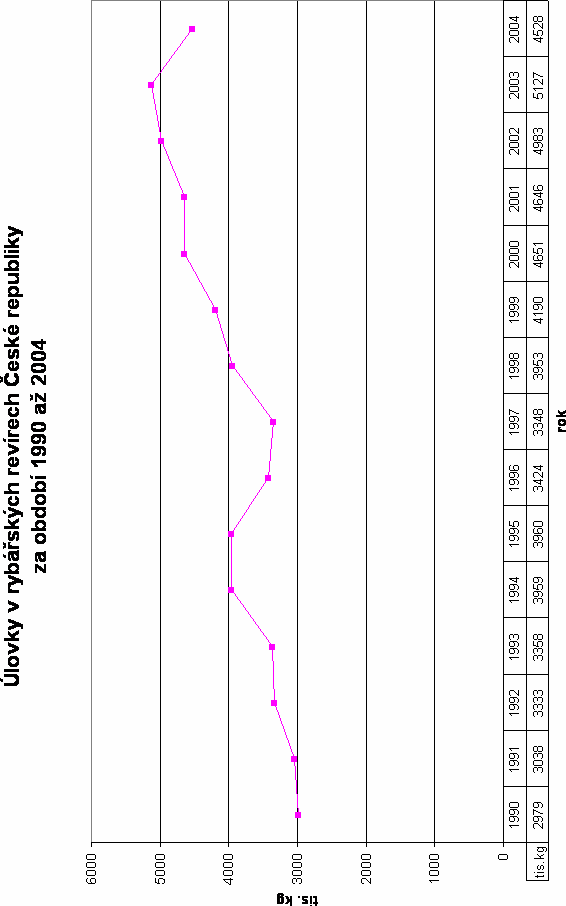 Úlovky v rybářských revírech České republiky
za období 1990 až 2004
tis. kg
6000
5000
4000
3000
2000
1000
0
1990 1991 1992 1993 1994 1995 1996 1997 1998 1999 2000 2001 2002 2003 2004
tis.kg 2979 3038 3333 3358 3959 3960 3424 3348 3953 4190 4651 4646 4983 5127 4528
rok